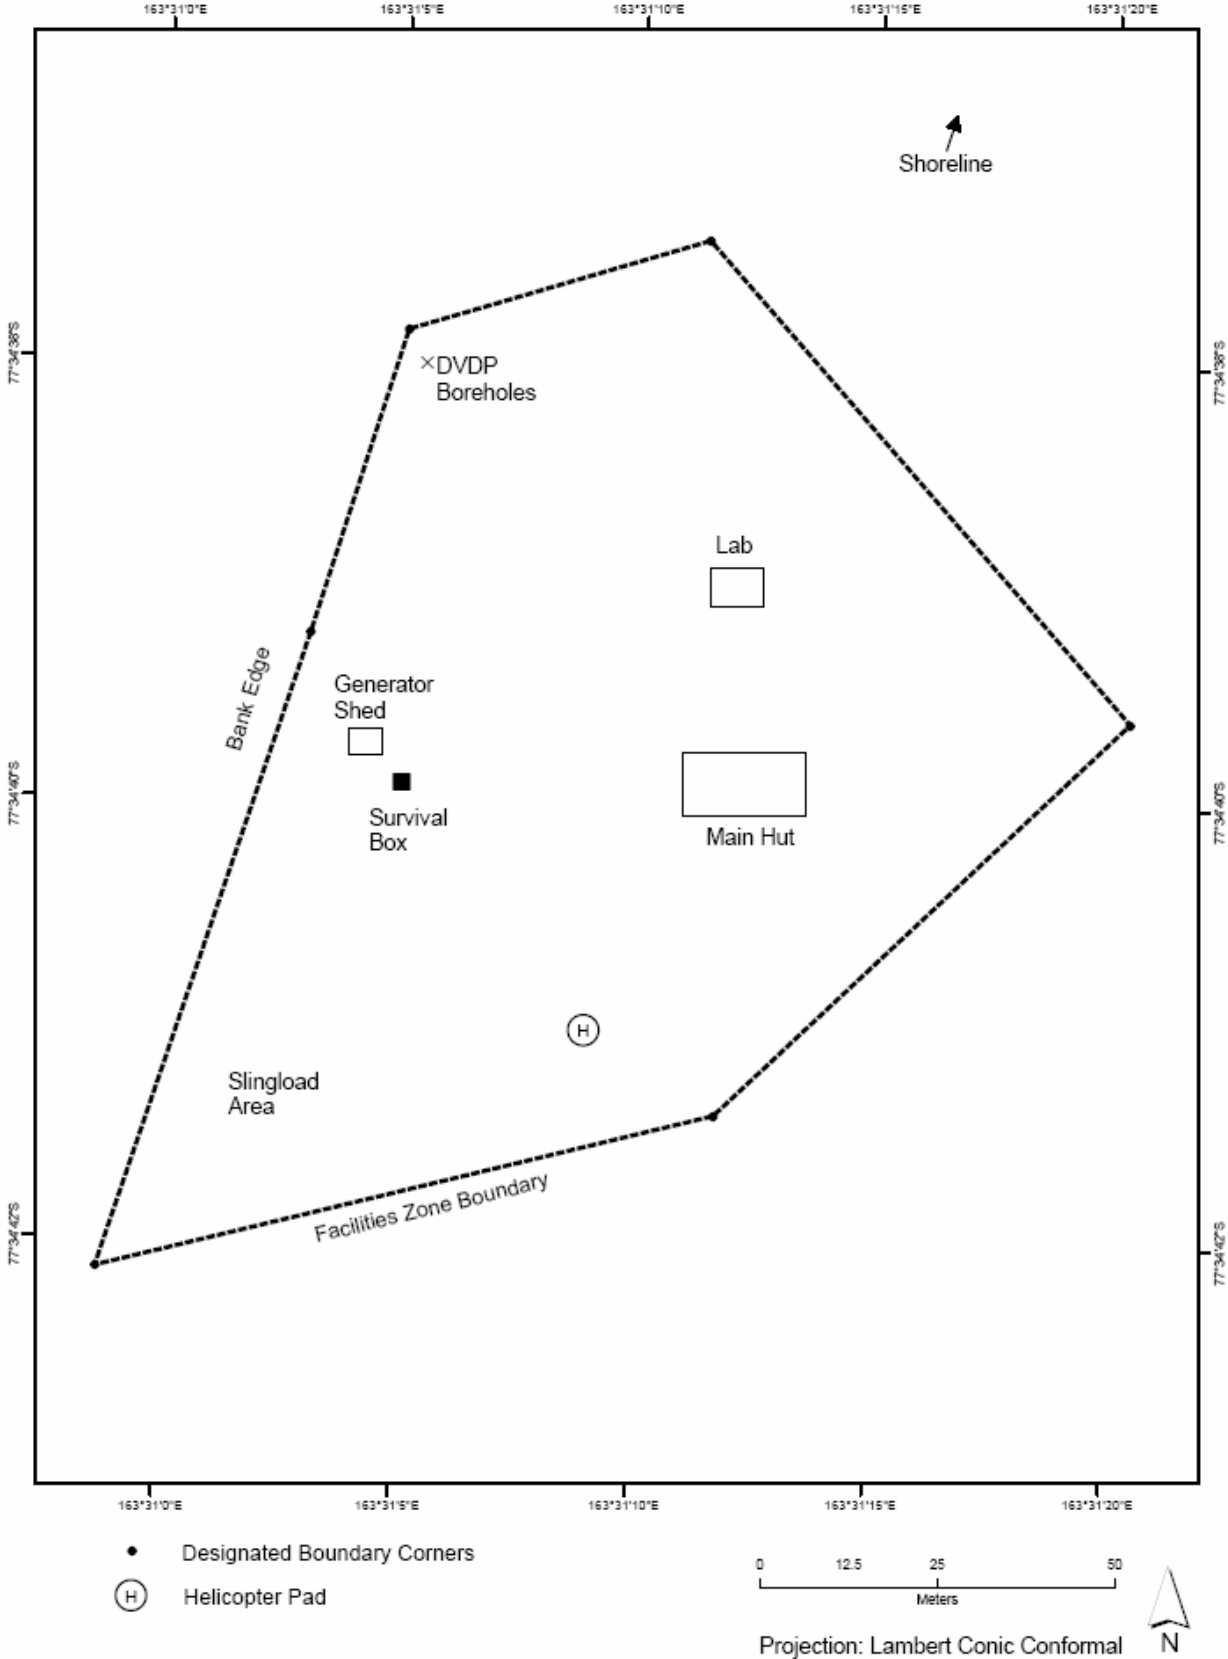 163°31'0"E
163°31'5"E
163°31'10"E
163°31'15"E
163°31'20"E
Shoreline
77°34'38"S
77°34'38"S
DVDP
Boreholes
Lab
Bank Edge
Generator
Shed
77°34'40"S
77°34'40"S
Survival
Box
Main Hut
H
Slingload
Area
Facilities Zone Boundary
77°34'42"S
77°34'42"S
163°31'0"E
163°31'5"E
163°31'10"E
163°31'15"E
163°31'20"E
Designated Boundary Corners
H Helicopter Pad
0 12.5 25 50
Meters
N
Projection: Lambert Conic Conformal